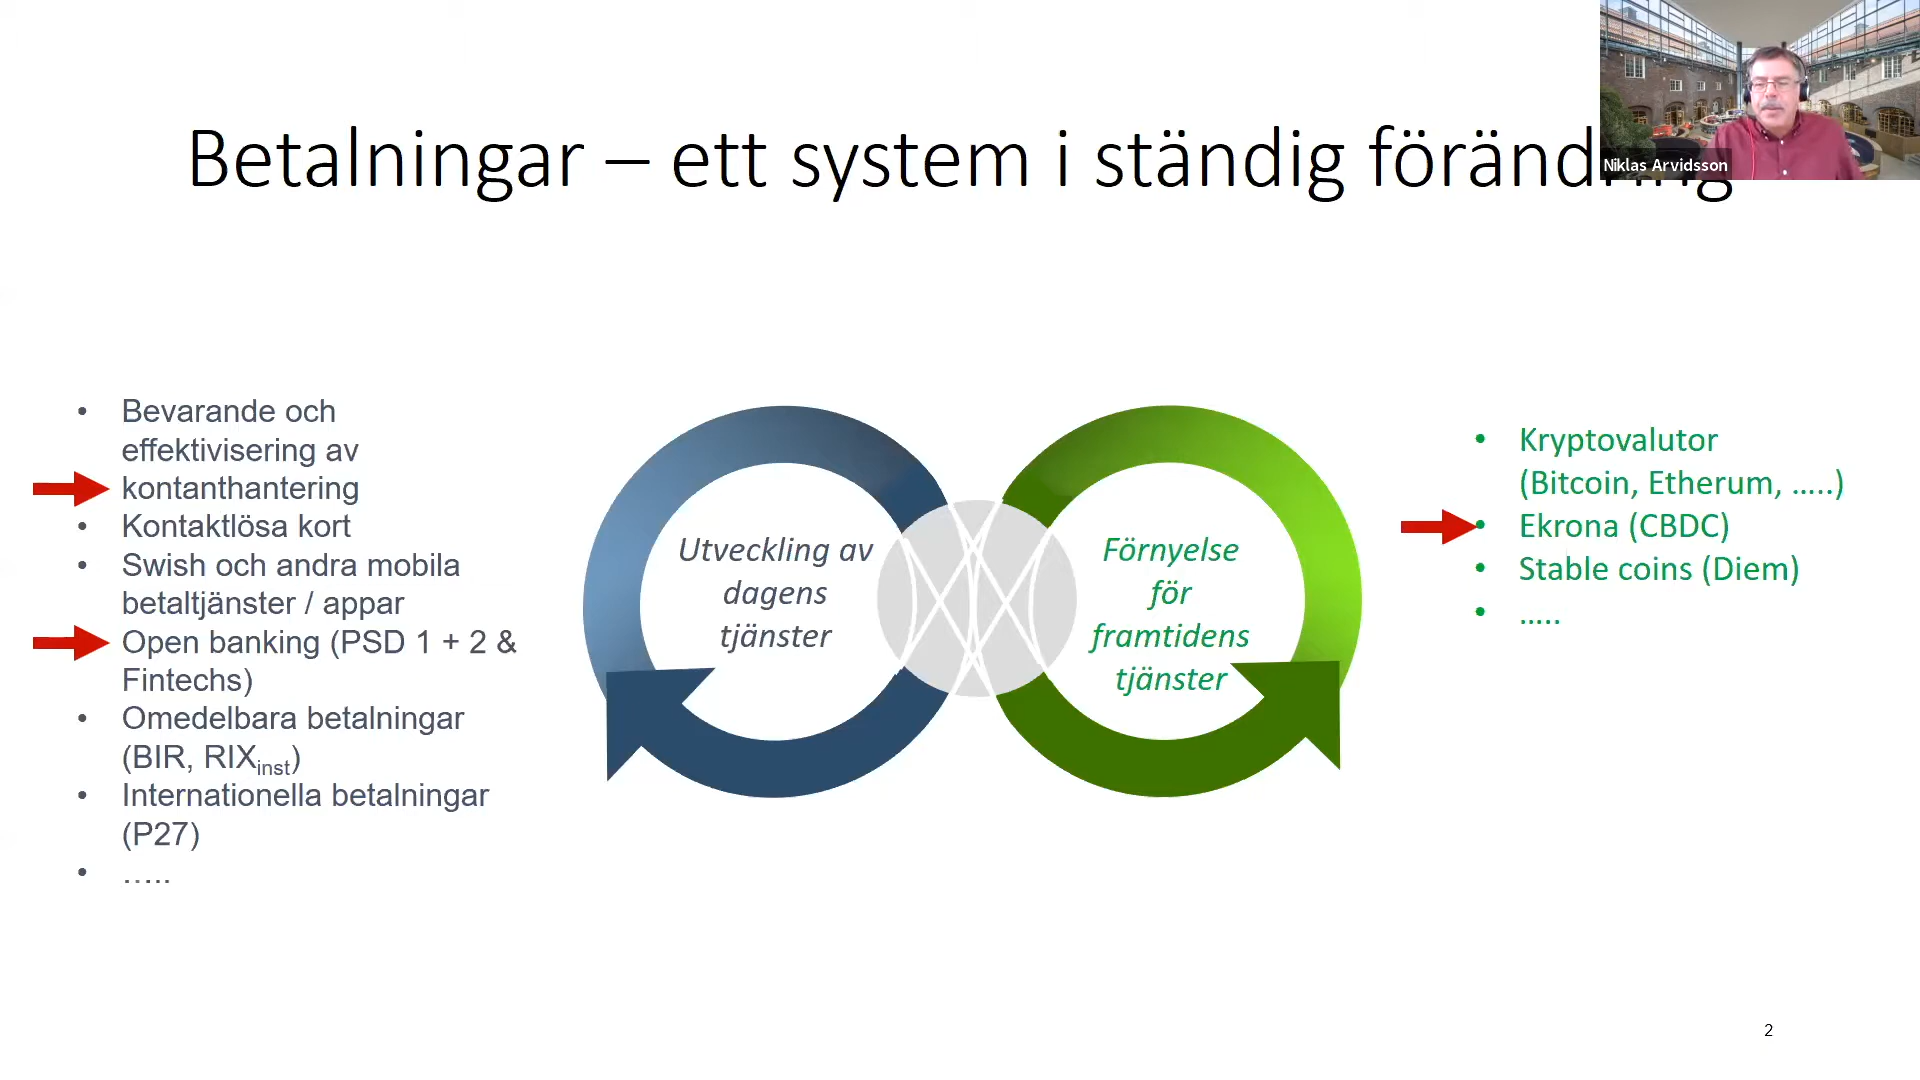 Betalningar – ett system i ständig förändring
Niklas Arvidsson
• Bevarande och
effektivisering av
kontanthantering
• Kontaktlösa kort
• Swish och andra mobila
betaltjänster / appar
Open banking (PSD 1 + 2 &
Fintechs)
• Omedelbara betalningar
(BIR, RIXinst)
• Internationella betalningar
(P27)
• …..
Utveckling av
dagens
tjänster
Förnyelse
för
framtidens
tjänster
• Kryptovalutor
(Bitcoin, Etherum, …..)
• Ekrona (CBDC)
• Stable coins (Diem)
• …..
2